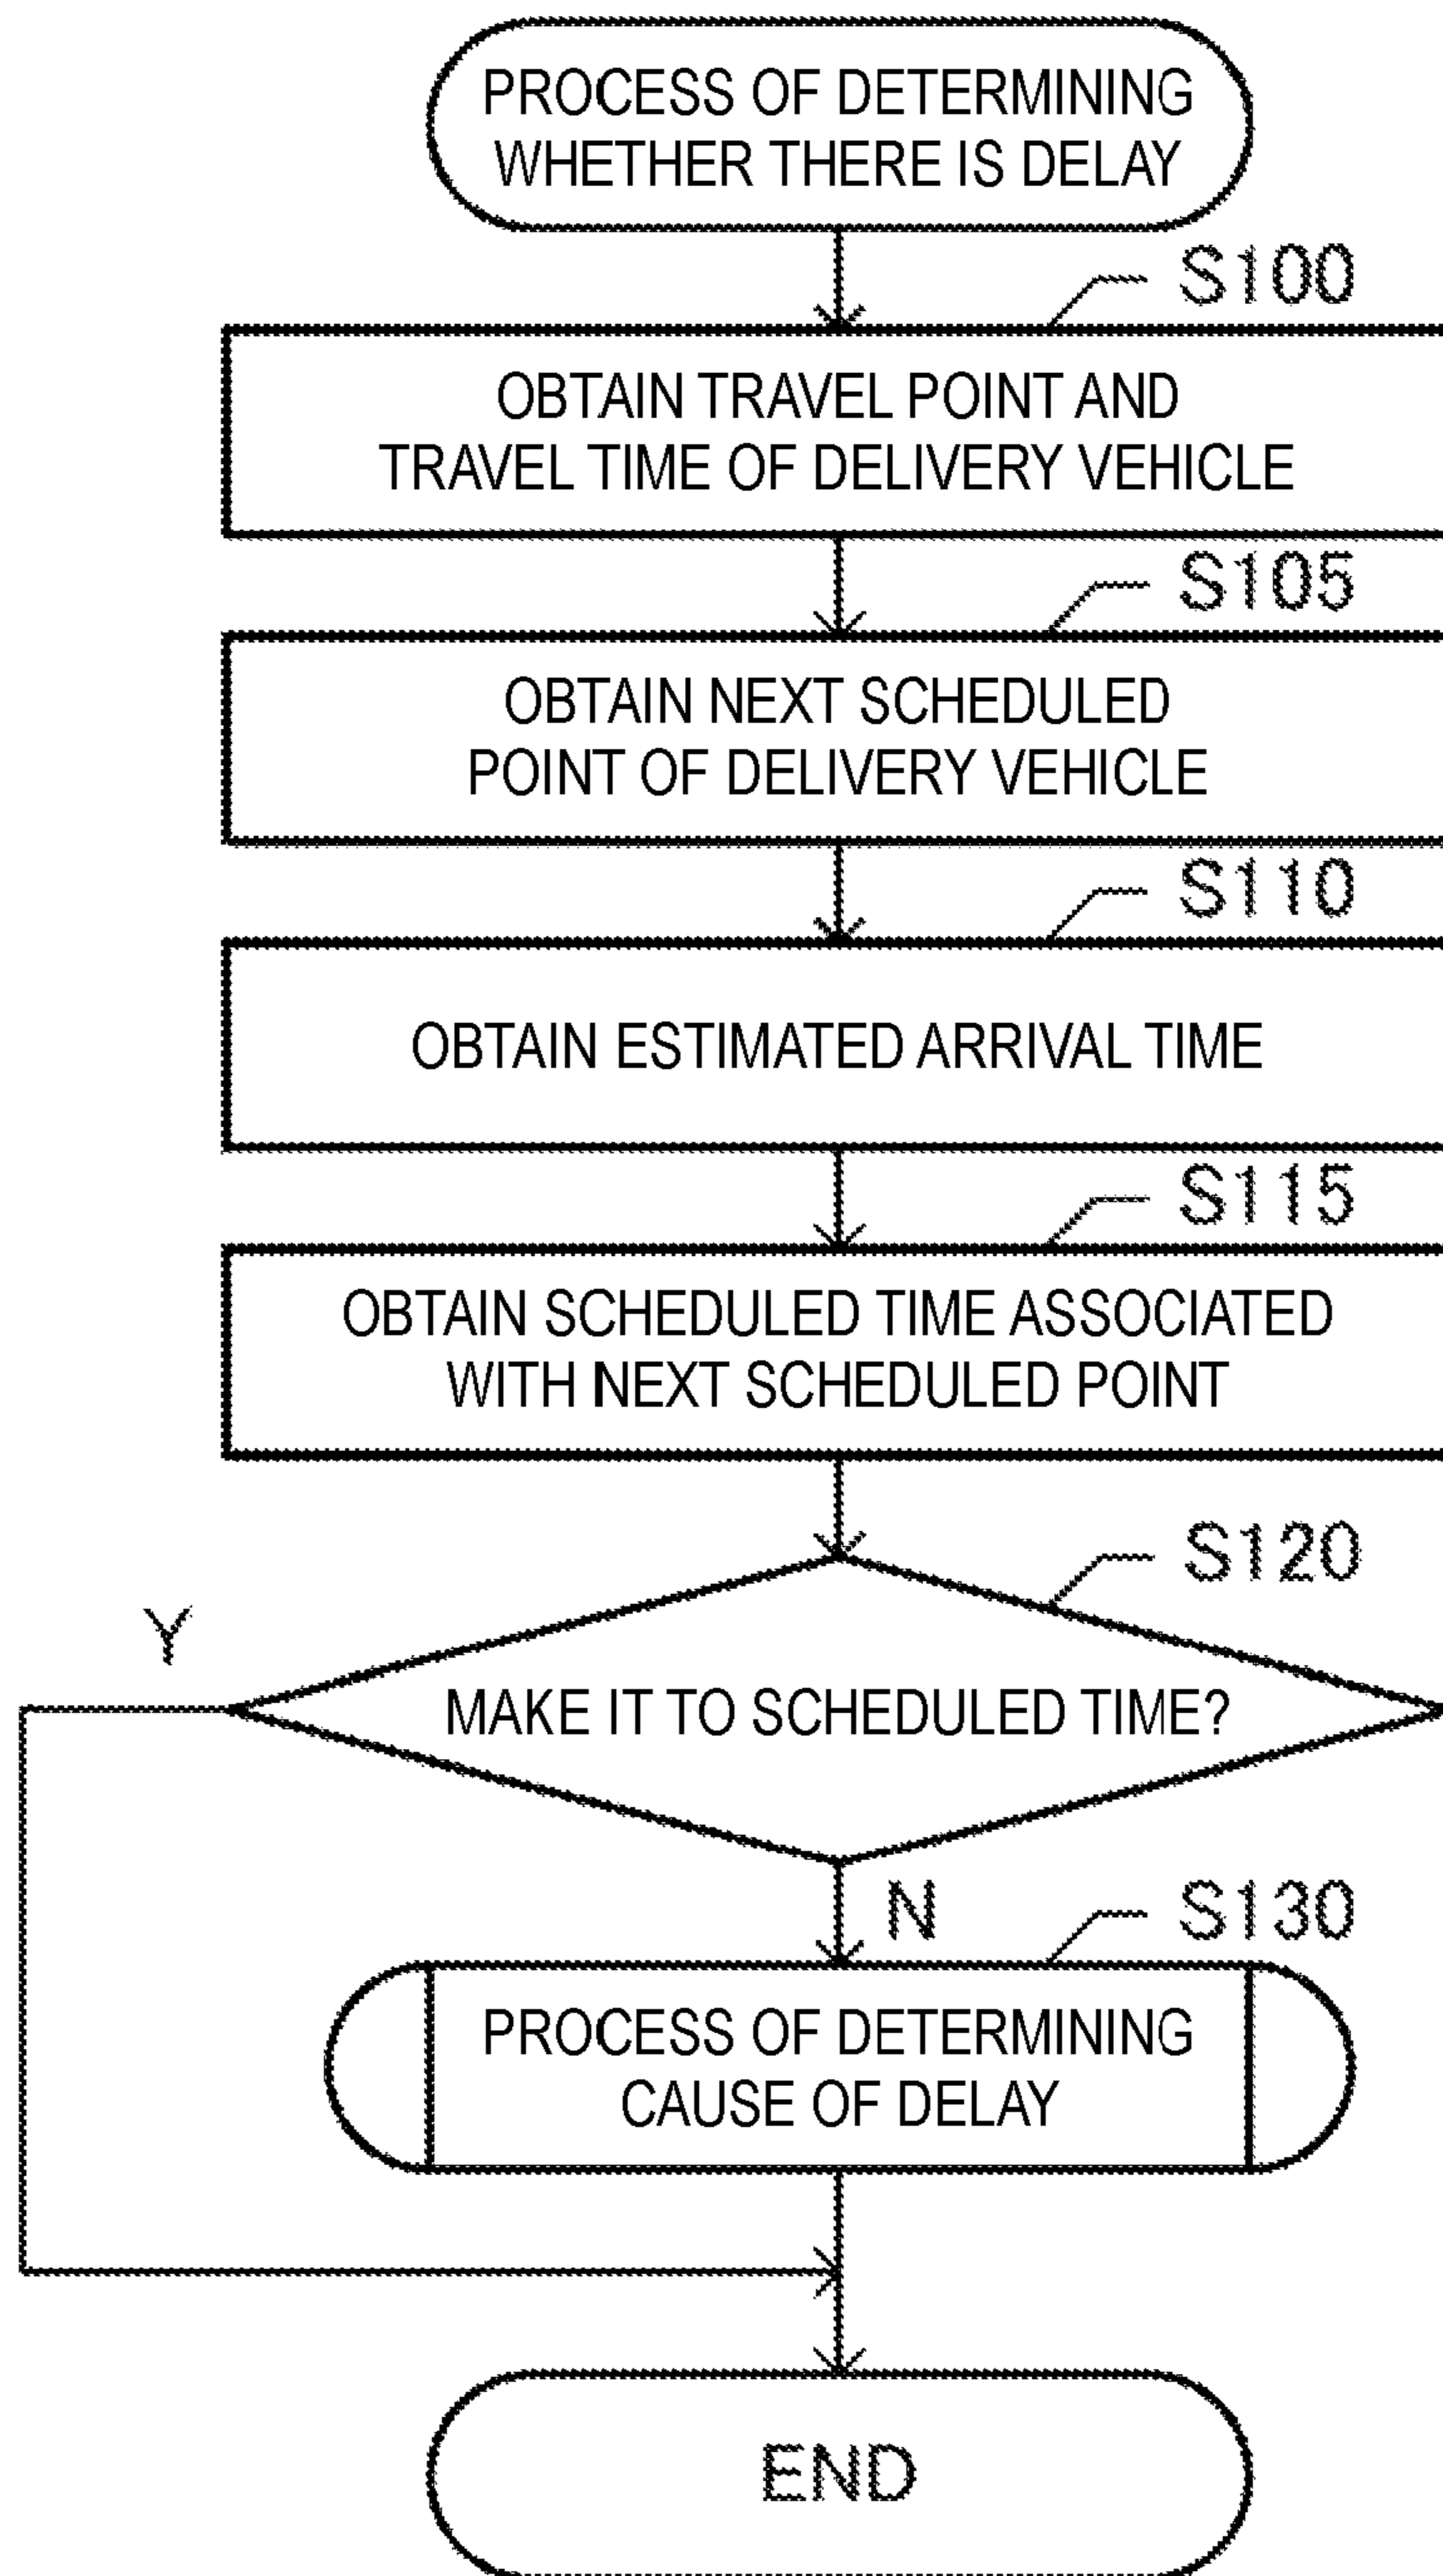 PROCESS OF DETERMINING
WHETHER THERE IS DELAY
S100
OBTAIN TRAVEL POINT AND
TRAVEL TIME OF DELIVERY VEHICLE
S105
OBTAIN NEXT SCHEDULED
POINT OF DELIVERY VEHICLE
S110
OBTAIN ESTIMATED ARRIVAL TIME
S115
OBTAIN SCHEDULED TIME ASSOCIATED
WITH NEXT SCHEDULED POINT
S120
Y
MAKE IT TO SCHEDULED TIME?
N
S130
PROCESS OF DETERMINING
CAUSE OF DELAY
END